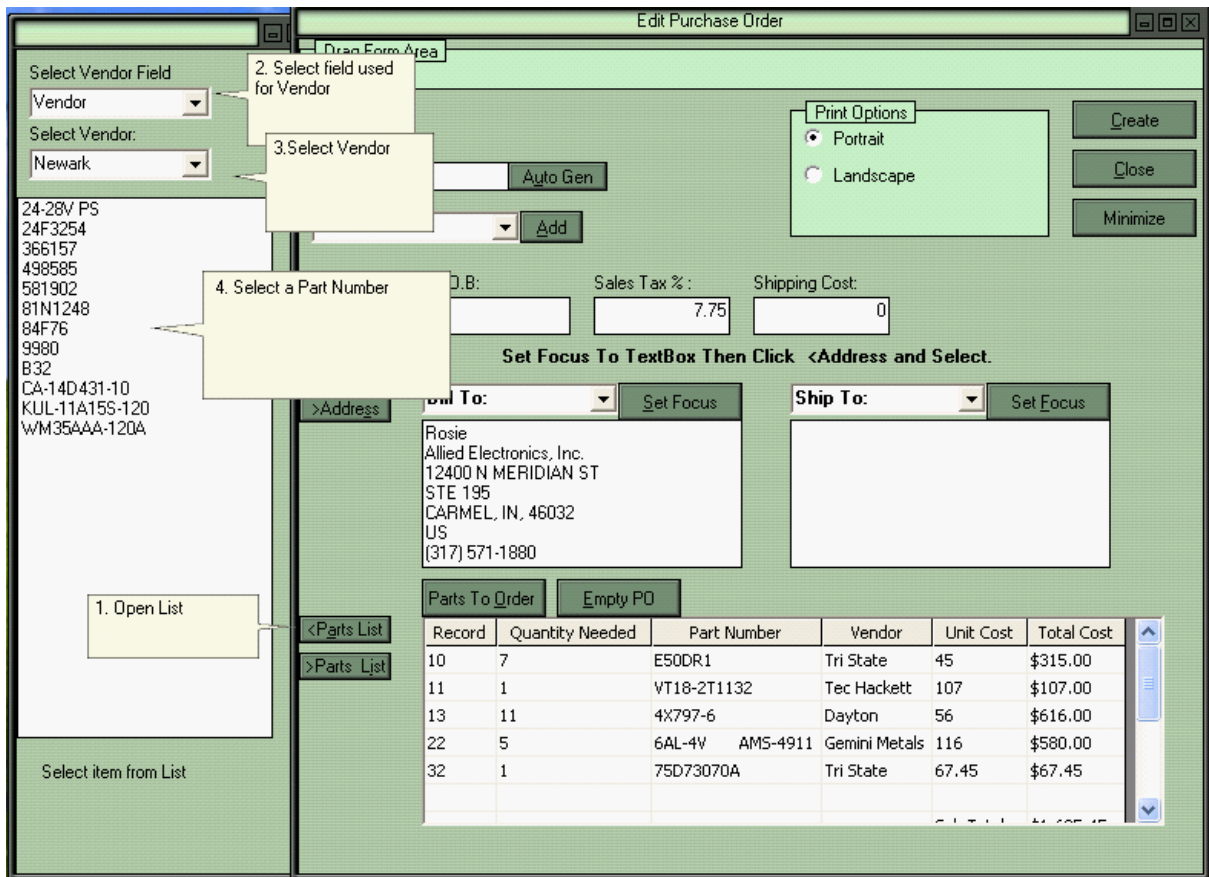 Edit Purchase Order
Select Vendor Field
Vendor
Select Vendor:
Newark
24-28V PS
24F3254
366157
498585
581902
81N1248
84F76
9980
B32
CA-14D431-10
KUL-11A15S-120
WM35AAA-120A
Select item from List
1. Open List
2. Select field used
for Vendor
3.Select Vendor
4. Select a Part Number
Drag Form Area
Auto Gen
Add
Print Options
Portrait
Landscape
Create
Close
Minimize
O.B:
Sales Tax % :
Shipping Cost:
7.75
0
Set Focus To TextBox Then Click <Address and Select.
>Address
Bill To:
Set Focus
Ship To:
Set Focus
Rosie
Allied Electronics, Inc.
12400 N MERIDIAN ST
STE 195
CARMEL, IN, 46032
US
(317) 571-1880
Parts To Order
Empty PO
<Parts List
>Parts List
Record Quantity Needed Part Number Vendor Unit Cost Total Cost
10 7 E50DR1 Tri State 45 $315.00
11 1 VT18-2T1132 Tec Hackett 107 $107.00
13 11 4X797-6 Dayton 56 $616.00
22 5 6AL-4V AMS-4911 Gemini Metals 116 $580.00
32 1 75D73070A Tri State 67.45 $67.45